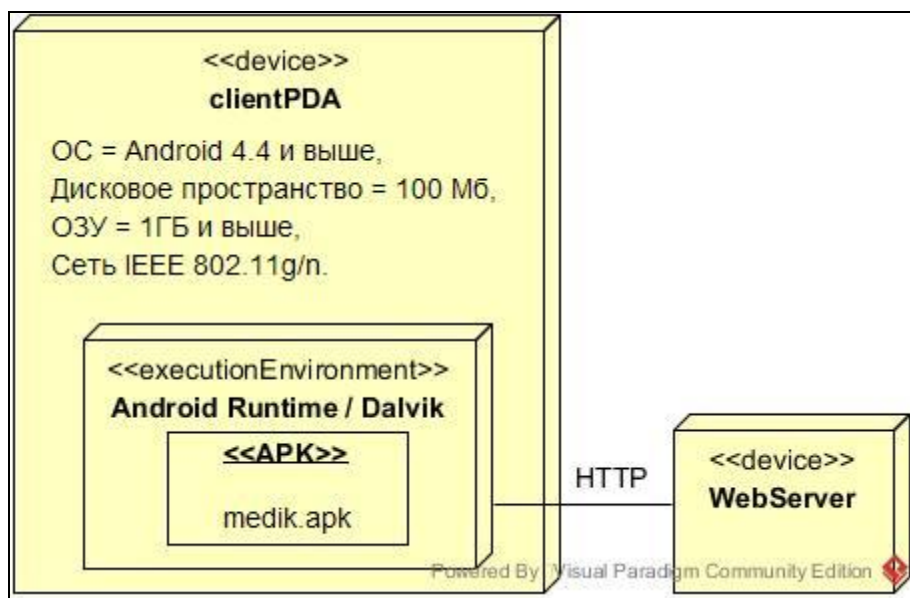 <<device>>
clientPDA
ОС = Android 4.4 и выше,
Дисковое пространство = 100 Мб,
ОЗУ = 1ГБ и выше,
Сеть IEEE 802.11g/n.
<<executionEnvironment>>
Android Runtime / Dalvik
<<APK>>
medik.apk
HTTP
<<device>>
WebServer
Powered By Visual Paradigm Community Edition